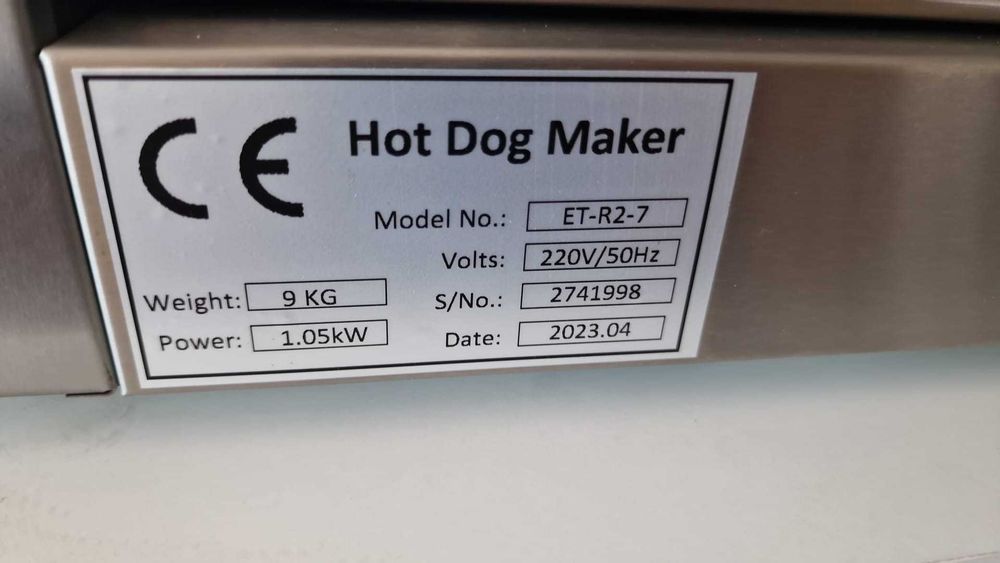 CE Hot Dog Maker
Model No.: ET-R2-7
Volts: 220V/50Hz
Weight: 9 KG S/No.: 2741998
Power: 1.05kW Date: 2023.04